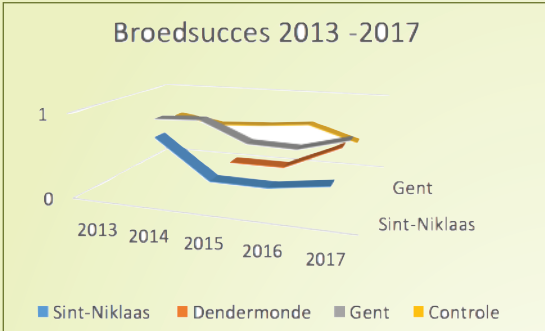 Broedsucces 2013 -2017
1
0
2013
2014
2015
2016
2017
Gent
Sint-Niklaas
Sint-Niklaas Dendermonde Gent Controle